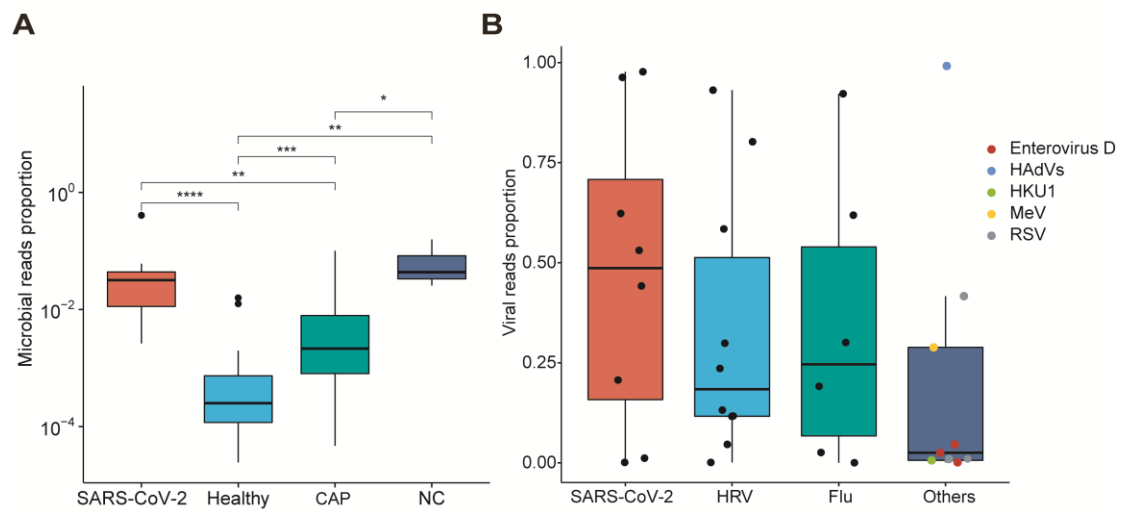 A
B
Microbial reads proportion
10^0
10^-2
10^-4
*
**
***
**
****
SARS-CoV-2 Healthy CAP NC
Viral reads proportion
1.00
0.75
0.50
0.25
0.00
SARS-CoV-2 HRV Flu Others
Enterovirus D
HAdVs
HKU1
MeV
RSV